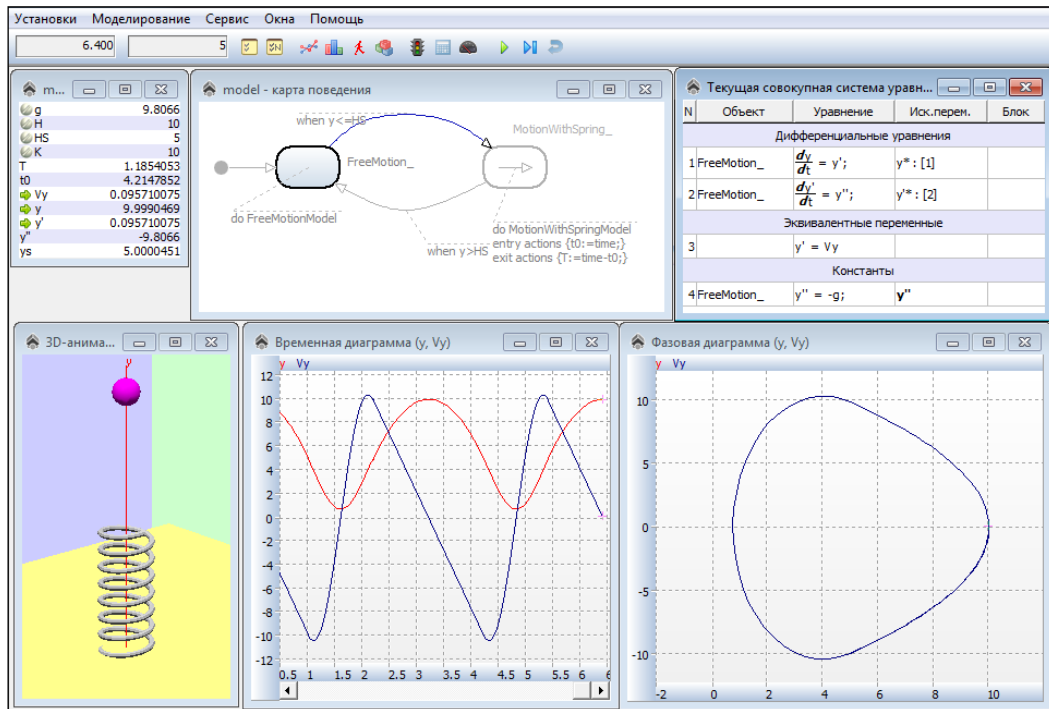 Установки Моделирование Сервис Окна Помощь
6.400 5
m...
g 9.8066
H 10
HS 5
K 10
T 1.1854053
t0 4.2147852
Vy 0.095710075
y 9.9990469
y' 0.095710075
y'' -9.8066
ys 5.0000451
model - карта поведения
when y<=HS
MotionWithSpring_
FreeMotion_
do FreeMotionModel
do MotionWithSpringModel
entry actions {t0:=time;}
exit actions {T:=time-t0;}
when y>HS
Текущая совокупная система уравн...
N Объект Уравнение Иск.перем. Блок
Дифференциальные уравнения
1 FreeMotion_ dy/dt = y'; y*: [1]
2 FreeMotion_ dy'/dt = y''; y'*: [2]
Эквивалентные переменные
3 y' = Vy
Константы
4 FreeMotion_ y'' = -g; y''
3D-анима...
y
Временная диаграмма (y, Vy)
y Vy
12
10
8
6
4
2
0
-2
-4
-6
-8
-10
-12
0.5 1 1.5 2 2.5 3 3.5 4 4.5 5 5.5 6 6
Фазовая диаграмма (y, Vy)
y Vy
10
5
0
-5
-10
-2 0 2 4 6 8 10